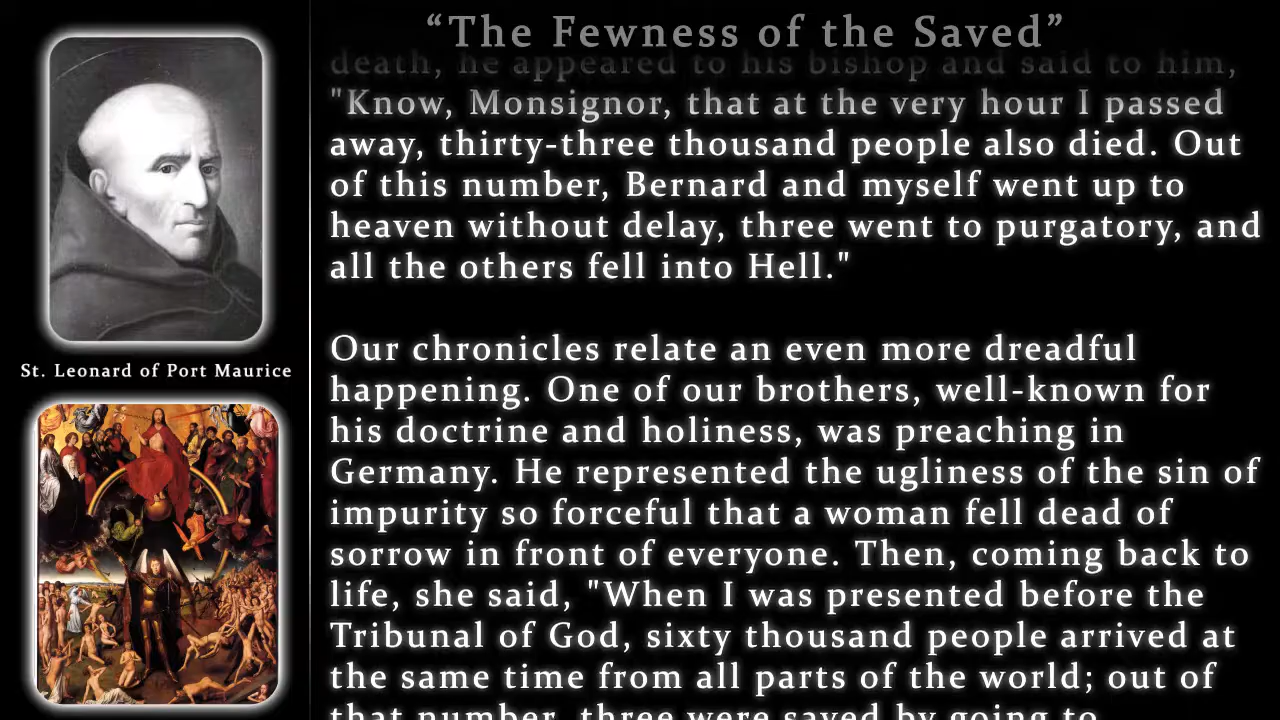 “The Fewness of the Saved”
death, he appeared to his bishop and said to him,
"Know, Monsignor, that at the very hour I passed
away, thirty-three thousand people also died. Out
of this number, Bernard and myself went up to
heaven without delay, three went to purgatory, and
all the others fell into Hell."
Our chronicles relate an even more dreadful
happening. One of our brothers, well-known for
his doctrine and holiness, was preaching in
Germany. He represented the ugliness of the sin of
impurity so forceful that a woman fell dead of
sorrow in front of everyone. Then, coming back to
life, she said, "When I was presented before the
Tribunal of God, sixty thousand people arrived at
the same time from all parts of the world; out of
that number, three were saved by going to
St. Leonard of Port Maurice